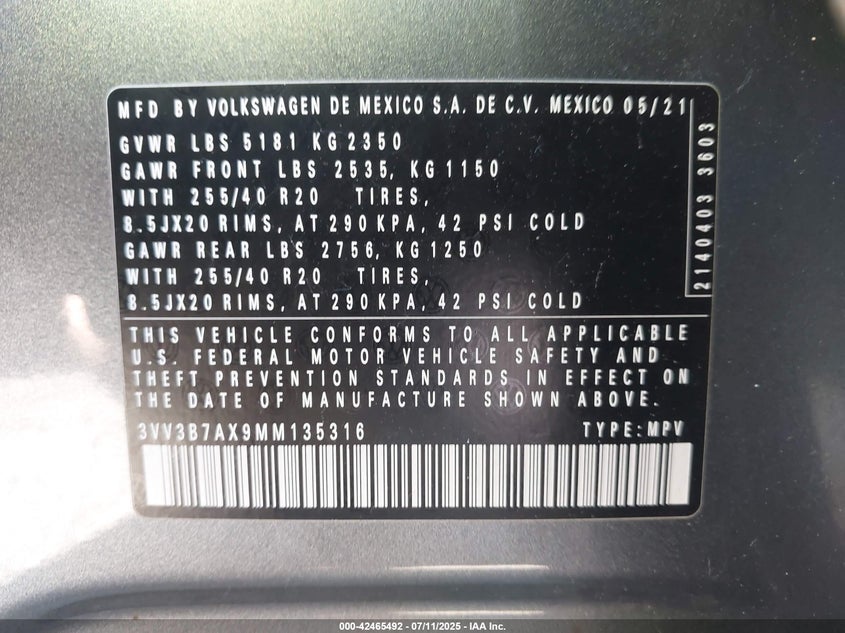 MFD BY VOLKSWAGEN DE MEXICO S.A. DE C.V. MEXICO 05/21
GVWR LBS 5181 KG 2350
GAWR FRONT LBS 2535, KG 1150
WITH 255/40 R20 TIRES,
8.5JX20 RIMS, AT 290 KPA, 42 PSI COLD
GAWR REAR LBS 2756, KG 1250
WITH 255/40 R20 TIRES,
8.5JX20 RIMS, AT 290 KPA, 42 PSI COLD
2140403 3603
THIS VEHICLE CONFORMS TO ALL APPLICABLE
U.S. FEDERAL MOTOR VEHICLE SAFETY AND
THEFT PREVENTION STANDARDS IN EFFECT ON
THE DATE OF MANUFACTURE SHOWN ABOVE.
3VV3B7AX9MM135316 TYPE: MPV
000-42465492 - 07/11/2025 - IAA Inc.